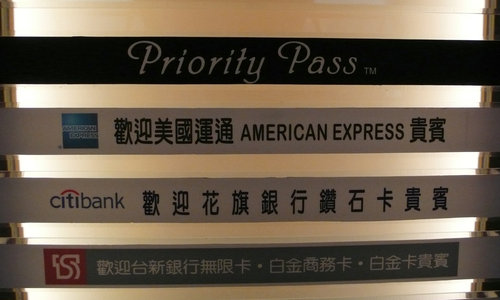 Priority Pass TM
AMERICAN EXPRESS 歡迎美國運通 AMERICAN EXPRESS 貴賓
citibank 歡迎花旗銀行鑽石卡貴賓
歡迎台新銀行無限卡・白金商務卡・白金卡貴賓